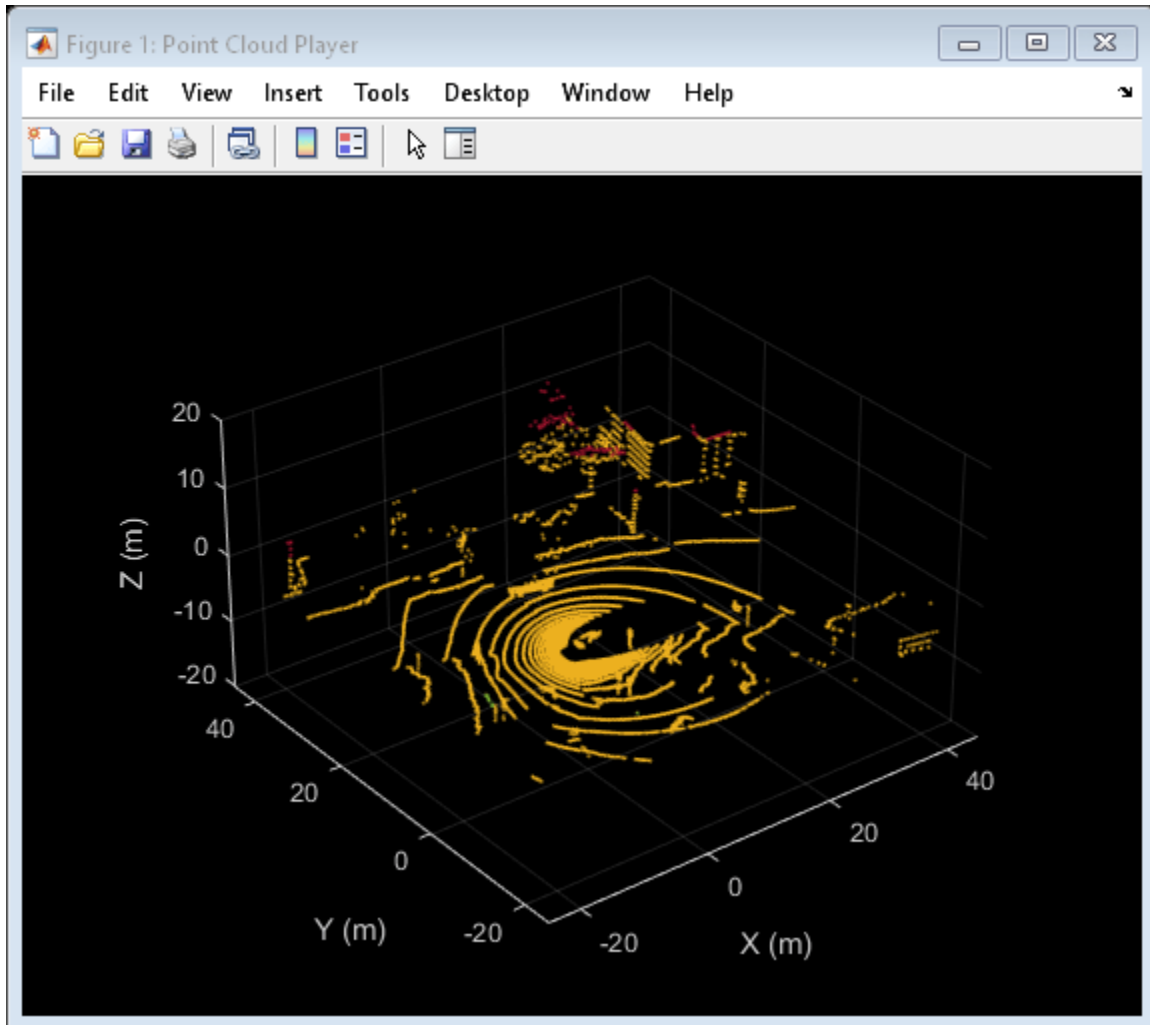 Figure 1: Point Cloud Player
File Edit View Insert Tools Desktop Window Help
20
10
0
-10
-20
Z (m)
40
20
0
-20
Y (m)
-20
0
20
40
X (m)